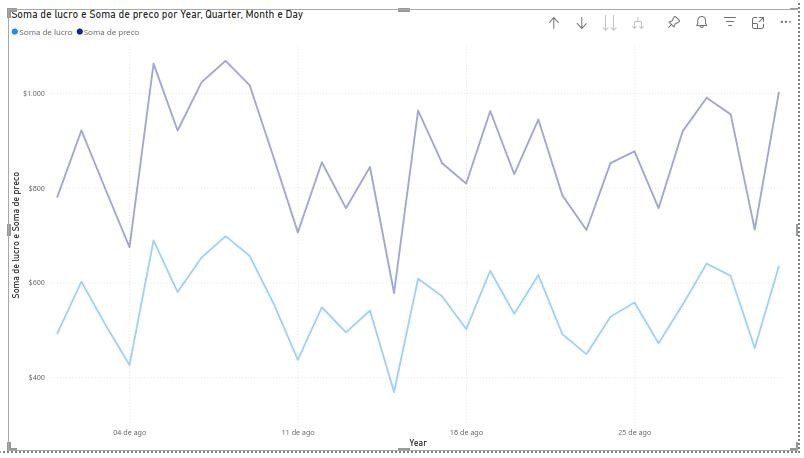 Soma de lucro e Soma de preco por Year, Quarter, Month e Day
Soma de lucro Soma de preco
Soma de lucro e Soma de preco
$1.000
$800
$600
$400
04 de ago 11 de ago 18 de ago 25 de ago
Year